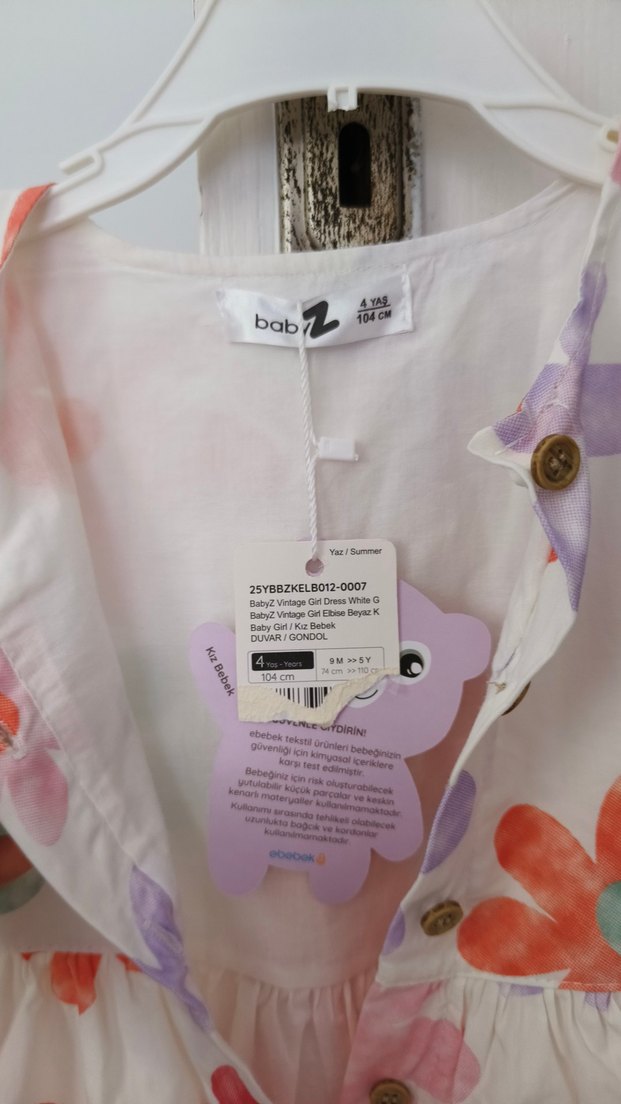 babyZ
4 YAŞ
104 CM
Yaz / Summer
25YBBZKELB012-0007
BabyZ Vintage Girl Dress White G
BabyZ Vintage Girl Elbise Beyaz K
Baby Girl / Kız Bebek
DUVAR / GONDOL
4 Yaş - Years
104 cm
9 M >> 5 Y
74 cm >> 110 c
Kız Bebek
GİYDİRİN!
ebebek tekstil ürünleri bebeğinizin
güvenliği için kimyasal içeriklere
karşı test edilmiştir.
Bebeğiniz için risk oluşturabilecek
yutulabilir küçük parçalar ve keskin
kenarlı materyaller kullanılmamaktadır.
Kullanımı sırasında tehlikeli olabilecek
uzunlukta bağcık ve kordonlar
kullanılmamaktadır.
ebebek